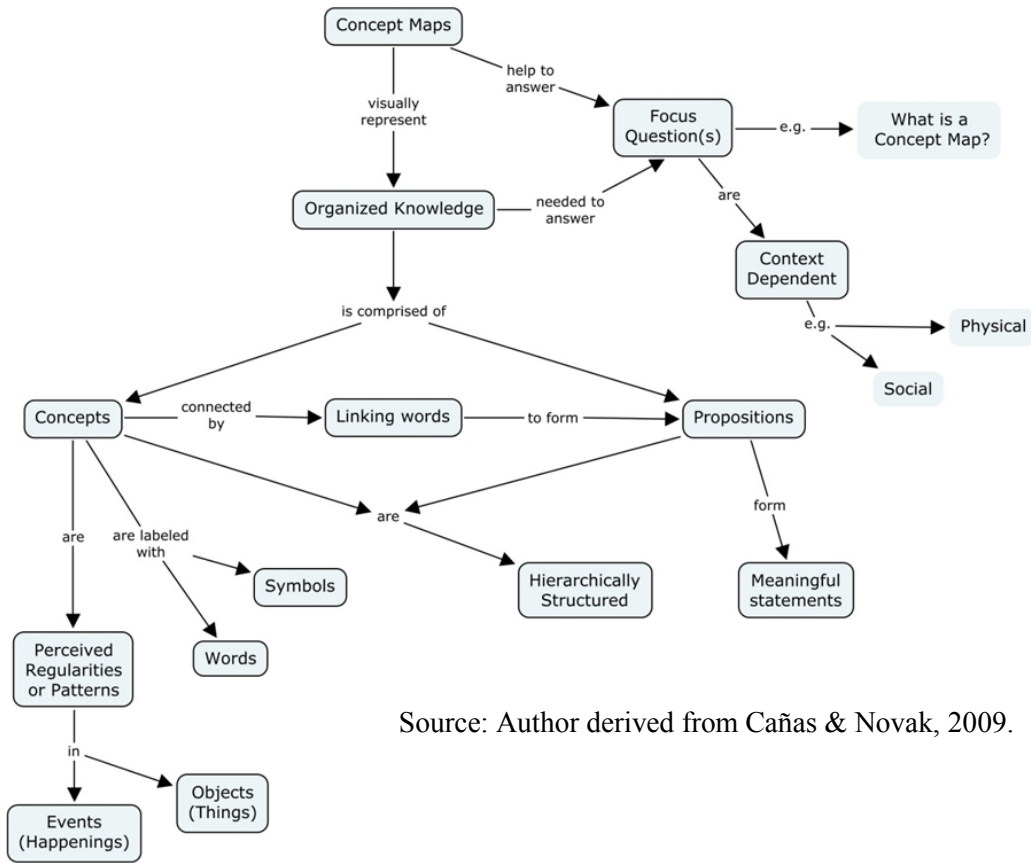 Concept Maps
help to
answer
visually
represent
Focus
Question(s)
e.g.
What is a
Concept Map?
Organized Knowledge
needed to
answer
are
Context
Dependent
is comprised of
e.g.
Physical
Social
Concepts
connected
by
Linking words
to form
Propositions
are
are labeled
with
are
form
Symbols
Hierarchically
Structured
Meaningful
statements
Perceived
Regularities
or Patterns
Words
Source: Author derived from Cañas & Novak, 2009.
in
Objects
(Things)
Events
(Happenings)